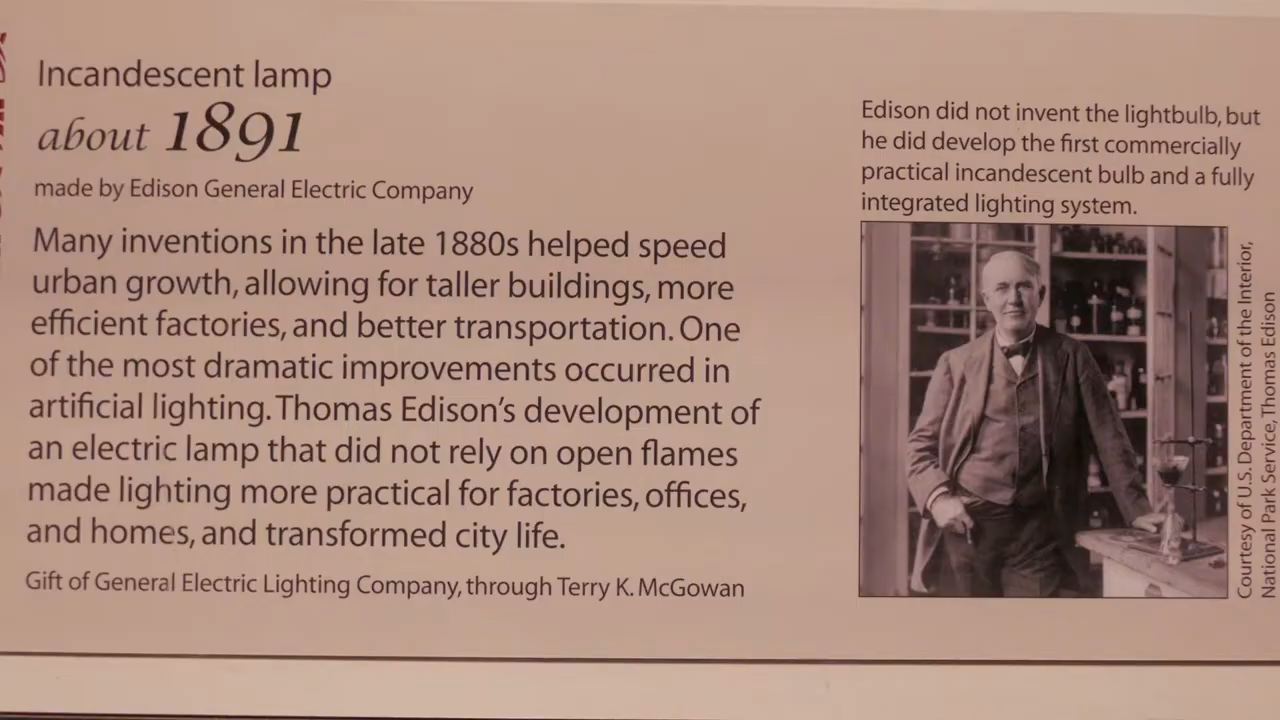 Incandescent lamp
about 1891
made by Edison General Electric Company
Many inventions in the late 1880s helped speed
urban growth, allowing for taller buildings, more
efficient factories, and better transportation. One
of the most dramatic improvements occurred in
artificial lighting. Thomas Edison's development of
an electric lamp that did not rely on open flames
made lighting more practical for factories, offices,
and homes, and transformed city life.
Gift of General Electric Lighting Company, through Terry K. McGowan
Edison did not invent the lightbulb, but
he did develop the first commercially
practical incandescent bulb and a fully
integrated lighting system.
Courtesy of U.S. Department of the Interior,
National Park Service, Thomas Edison